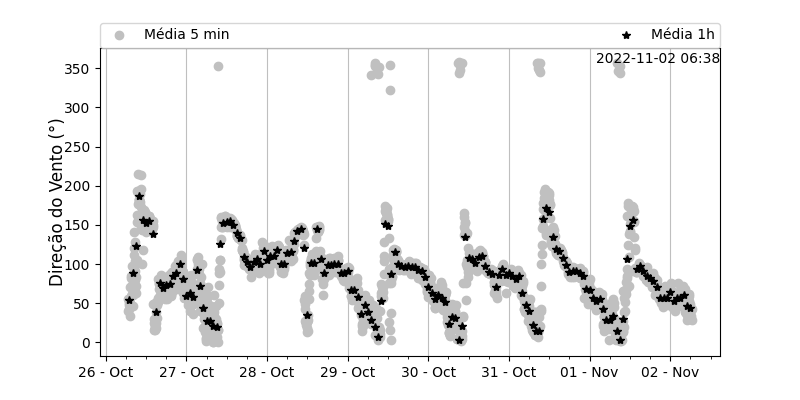 Média 5 min
Média 1h
2022-11-02 06:38
Direção do Vento (°)
350
300
250
200
150
100
50
0
26 - Oct
27 - Oct
28 - Oct
29 - Oct
30 - Oct
31 - Oct
01 - Nov
02 - Nov